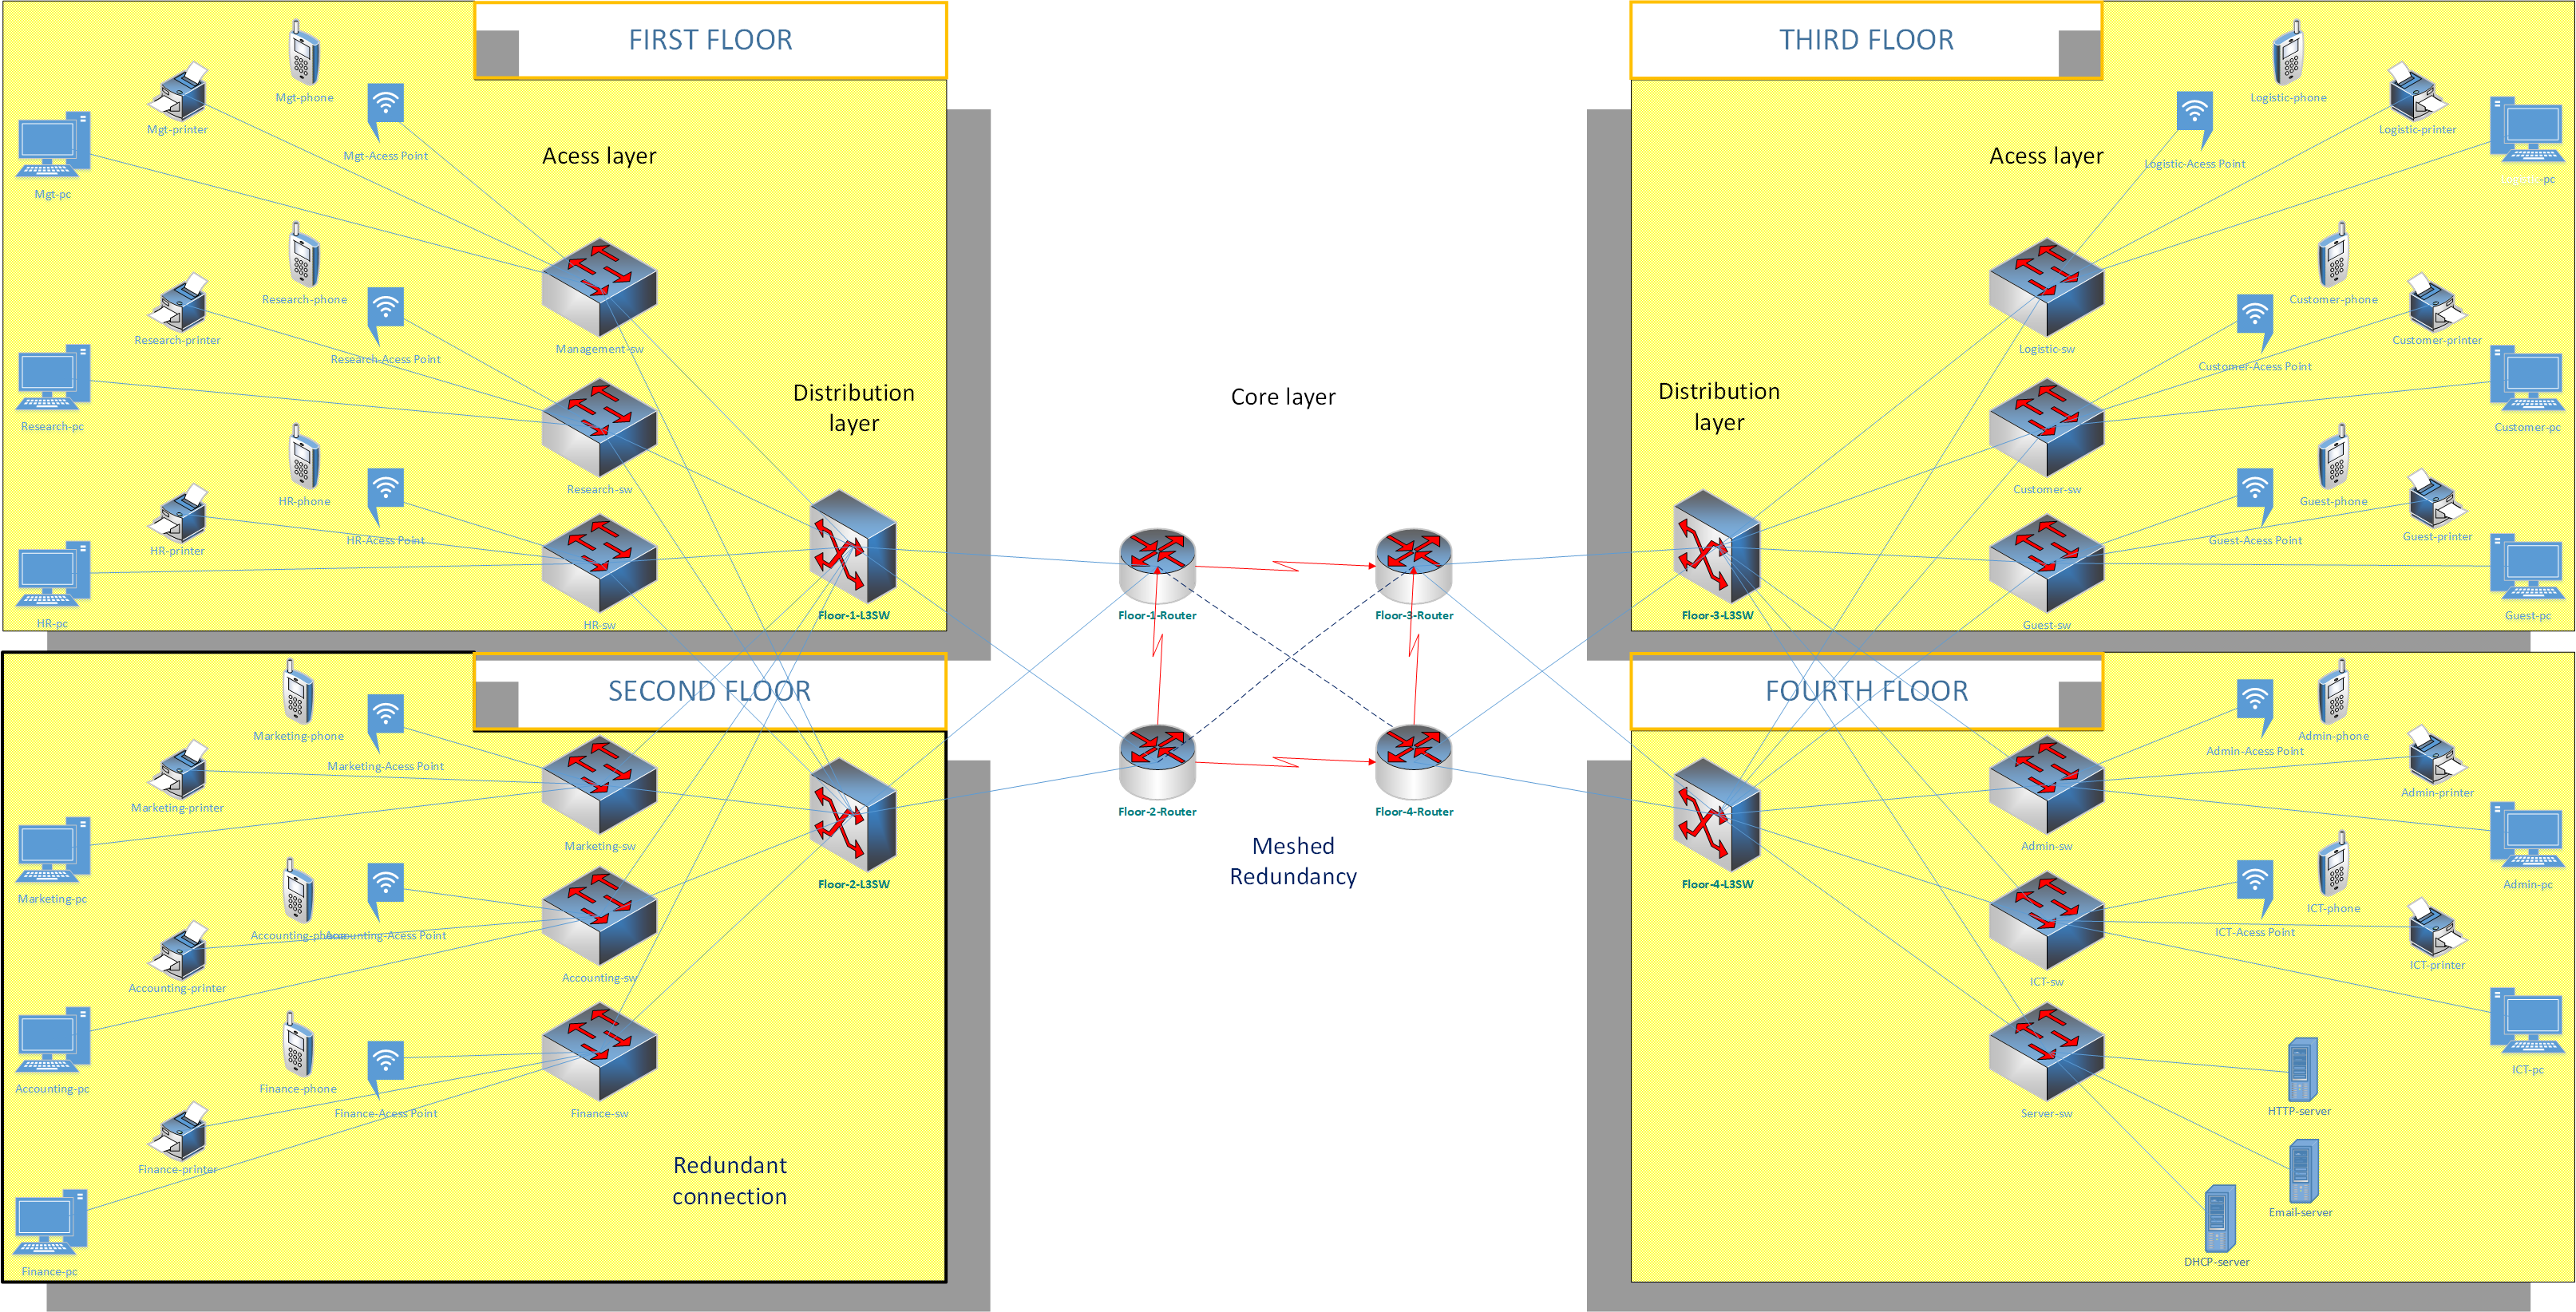 FIRST FLOOR
Mgt-phone
Mgt-printer
Mgt-Acess Point
Acess layer
Mgt-pc
Research-phone
Research-printer
Management-sw
Research-Acess Point
Distribution
layer
Research-pc
Research-sw
HR-phone
HR-Acess Point
HR-printer
HR-pc
HR-sw
Floor-1-L3SW
SECOND FLOOR
Marketing-phone
Marketing-Acess Point
Marketing-printer
Marketing-sw
Floor-2-L3SW
Marketing-pc
Accounting-phone
Accounting-Acess Point
Accounting-sw
Accounting-printer
Accounting-pc
Finance-phone
Finance-Acess Point
Finance-sw
Finance-printer
Redundant
connection
Finance-pc
Core layer
Floor-1-Router
Floor-3-Router
Floor-2-Router
Floor-4-Router
Meshed
Redundancy
THIRD FLOOR
Logistic-phone
Logistic-printer
Acess layer
Logistic-Acess Point
Logistic-pc
Customer-phone
Customer-printer
Logistic-sw
Customer-Acess Point
Distribution
layer
Customer-pc
Customer-sw
Guest-phone
Guest-printer
Guest-Acess Point
Floor-3-L3SW
Guest-sw
Guest-pc
FOURTH FLOOR
Admin-phone
Admin-Acess Point
Admin-printer
Admin-sw
Floor-4-L3SW
Admin-pc
ICT-phone
ICT-Acess Point
ICT-printer
ICT-sw
ICT-pc
Server-sw
HTTP-server
Email-server
DHCP-server